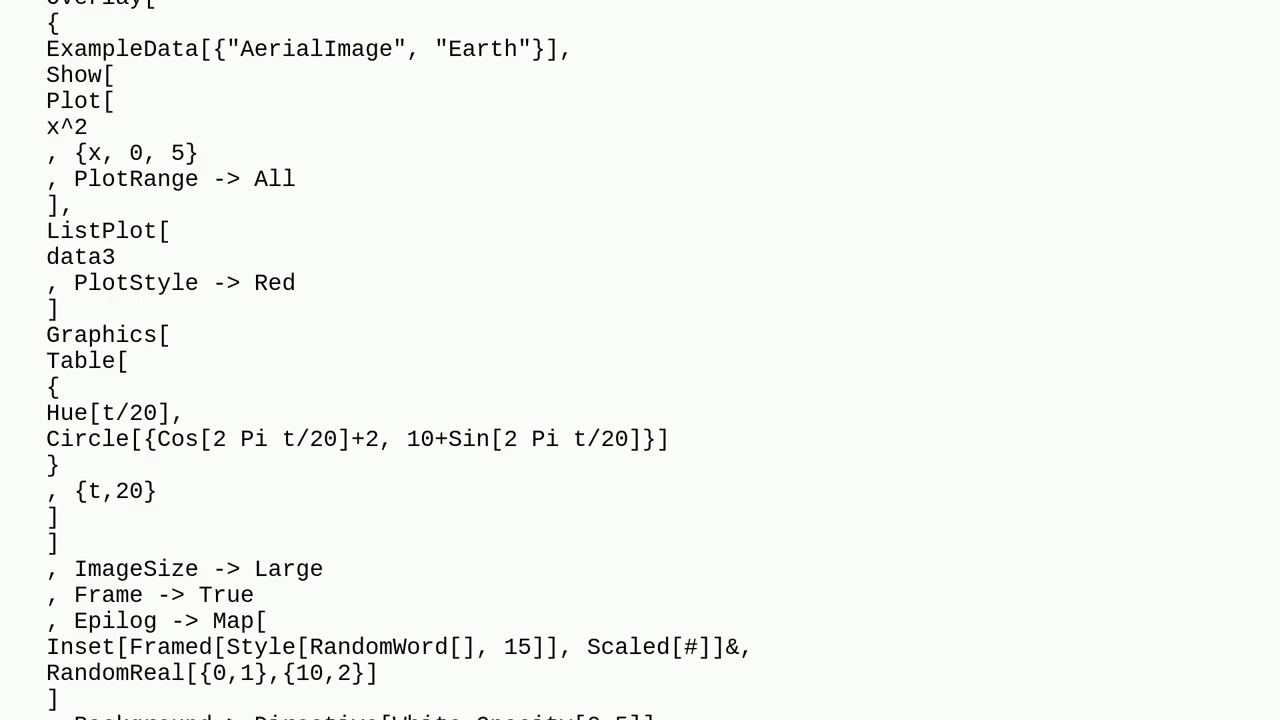 {
ExampleData[{"AerialImage", "Earth"}],
Show[
Plot[
x^2
, {x, 0, 5}
, PlotRange -> All
],
ListPlot[
data3
, PlotStyle -> Red
]
Graphics[
Table[
{
Hue[t/20],
Circle[{Cos[2 Pi t/20]+2, 10+Sin[2 Pi t/20]}]
}
, {t,20}
]
]
, ImageSize -> Large
, Frame -> True
, Epilog -> Map[
Inset[Framed[Style[RandomWord[], 15]], Scaled[#]]&,
RandomReal[{0,1},{10,2}]
]